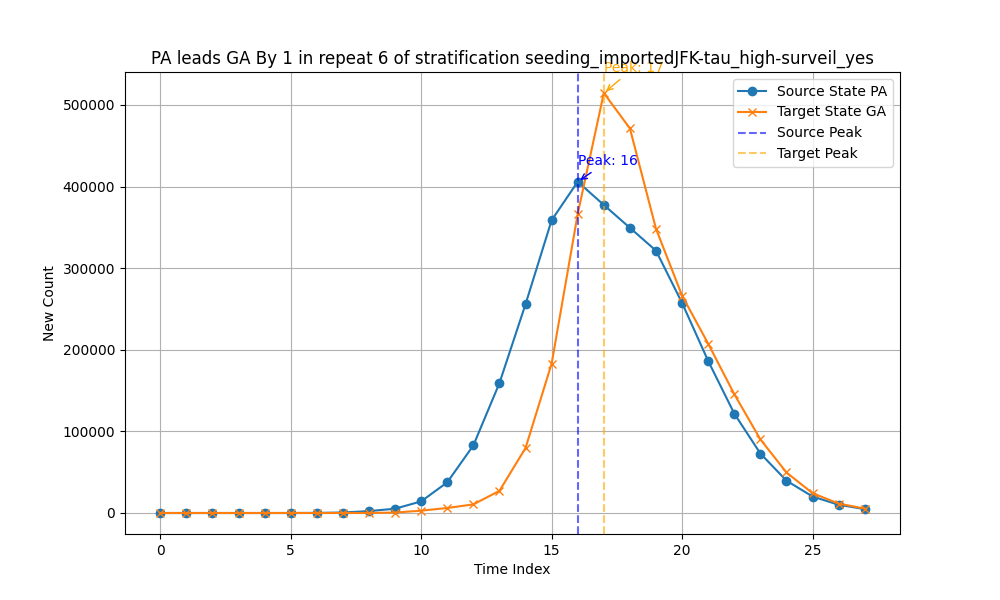 PA leads GA By 1 in repeat 6 of stratification seeding_importedJFK-tau_high-surveil_yes
Peak: 17
Source State PA
Target State GA
Source Peak
Target Peak
Peak: 16
500000
400000
300000
200000
100000
0
New Count
0 5 10 15 20 25
Time Index